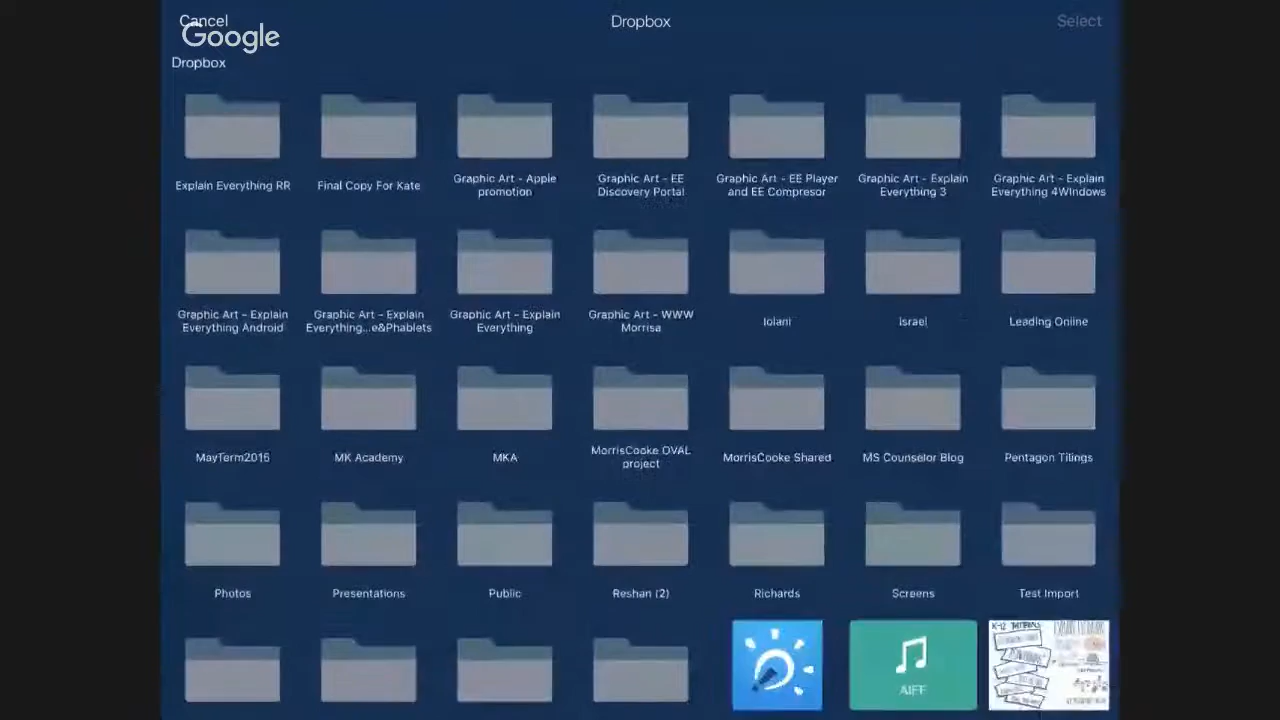 Cancel
Dropbox
Select
Google
Dropbox
Explain Everything RR
Final Copy For Kate
Graphic Art - Apple
promotion
Graphic Art - EE
Discovery Portal
Graphic Art - EE Player
and EE Compresor
Graphic Art - Explain
Everything 3
Graphic Art - Explain
Everything 4Windows
Graphic Art - Explain
Everything Android
Graphic Art - Explain
Everything...e&Phablets
Graphic Art - Explain
Everything
Graphic Art - WWW
Morrisa
Iolani
Israel
Leading Online
MayTerm2015
MK Academy
MKA
MorrisCooke OVAL
project
MorrisCooke Shared
MS Counselor Blog
Pentagon Tilings
Photos
Presentations
Public
Reshan (2)
Richards
Screens
Test Import
AIFF
K-12